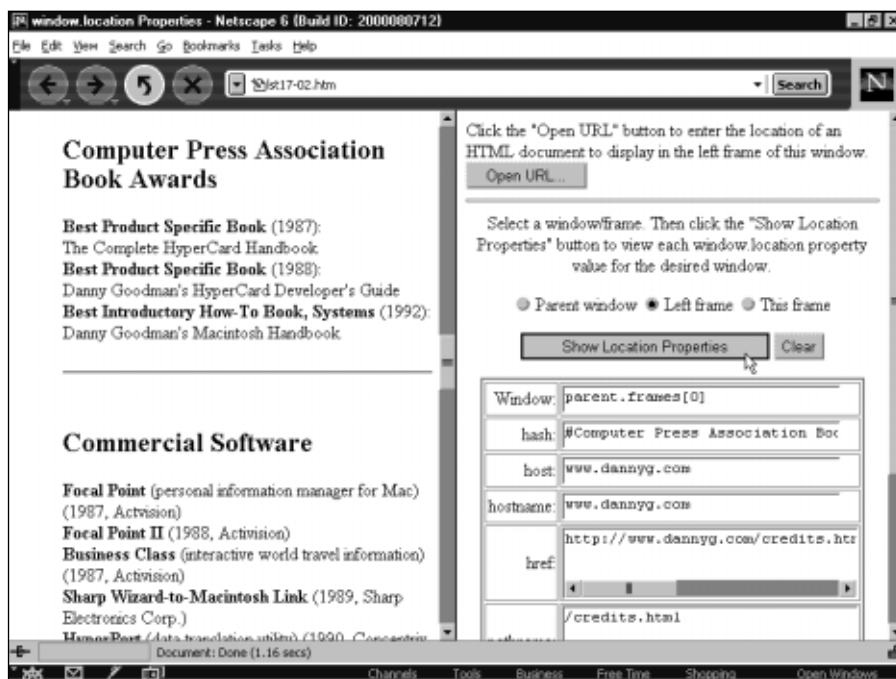 window.location Properties - Netscape 6 {Build ID: 2000080712}
File Edit View Search Go Bookmarks Tasks Help
lst17-02.htm
Search
N
Computer Press Association
Book Awards
Best Product Specific Book (1987):
The Complete HyperCard Handbook
Best Product Specific Book (1988):
Danny Goodman's HyperCard Developer's Guide
Best Introductory How-To Book, Systems (1992):
Danny Goodman's Macintosh Handbook
Commercial Software
Focal Point (personal information manager for Mac)
(1987, Activision)
Focal Point II (1988, Activision)
Business Class (interactive world travel information)
(1987, Activision)
Sharp Wizard-to-Macintosh Link (1989, Sharp
Electronics Corp.)
HyperPort (data translation utility) (1990, Concentrix
Click the "Open URL" button to enter the location of an
HTML document to display in the left frame of this window.
Open URL...
Select a window/frame. Then click the "Show Location
Properties" button to view each window.location property
value for the desired window.
Parent window Left frame This frame
Show Location Properties Clear
Window: parent.frames[0]
hash: #Computer Press Association Boo
host: www.dannyg.com
hostname: www.dannyg.com
href: http://www.dannyg.com/credits.htm
pathname: /credits.html
Document: Done (1.16 secs)
Channels Tools Business Free Time Shopping Open Windows